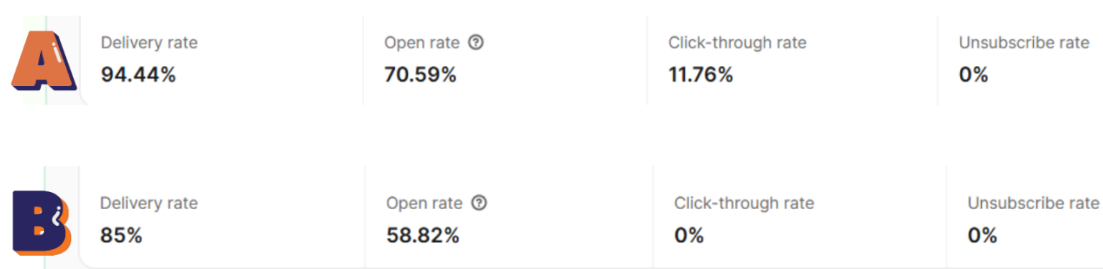 A
Delivery rate Open rate Click-through rate Unsubscribe rate
94.44% 70.59% 11.76% 0%
B
Delivery rate Open rate Click-through rate Unsubscribe rate
85% 58.82% 0% 0%